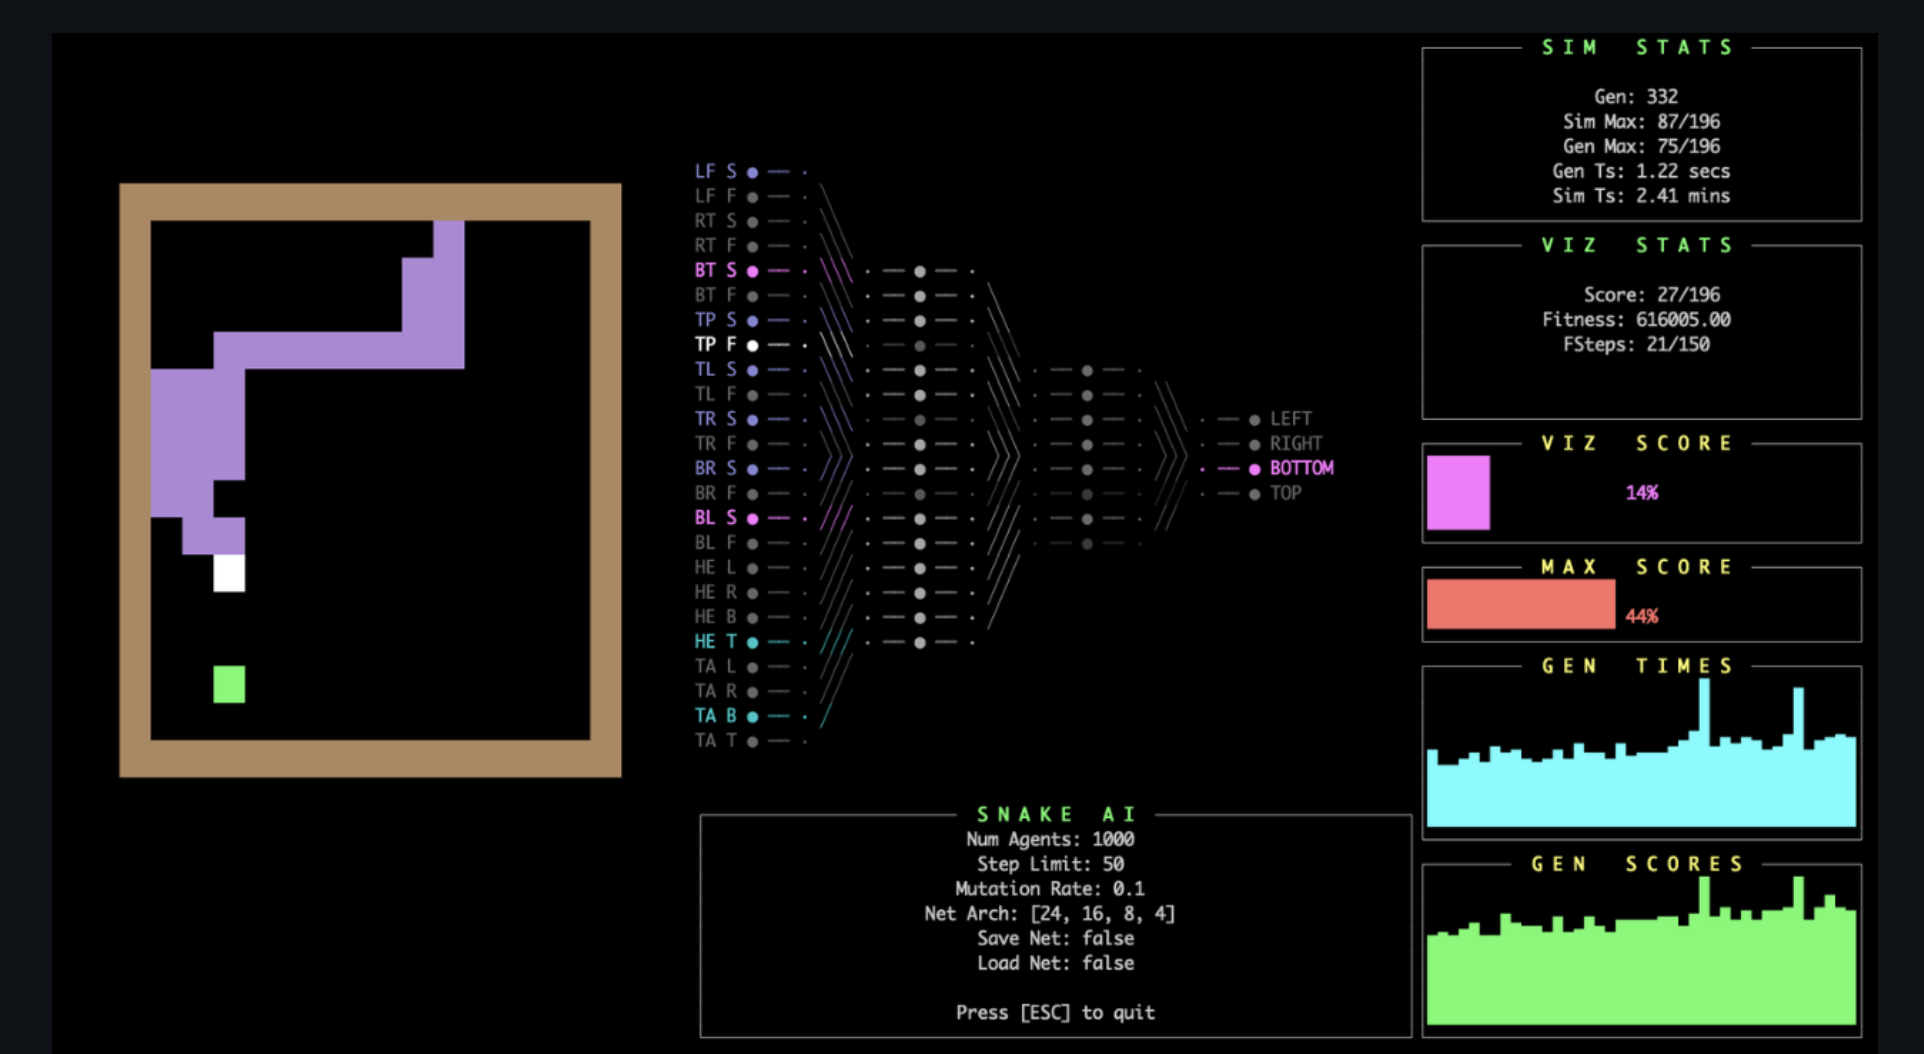 LF S
LF F
RT S
RT F
BT S
BT F
TP S
TP F
TL S
TL F
TR S
TR F
BR S
BR F
BL S
BL F
HE L
HE R
HE B
HE T
TA L
TA R
TA B
TA T
LEFT
RIGHT
BOTTOM
TOP
SNAKE AI
Num Agents: 1000
Step Limit: 50
Mutation Rate: 0.1
Net Arch: [24, 16, 8, 4]
Save Net: false
Load Net: false
Press [ESC] to quit
SIM STATS
Gen: 332
Sim Max: 87/196
Gen Max: 75/196
Gen Ts: 1.22 secs
Sim Ts: 2.41 mins
VIZ STATS
Score: 27/196
Fitness: 616005.00
FSteps: 21/150
VIZ SCORE
14%
MAX SCORE
44%
GEN TIMES
GEN SCORES